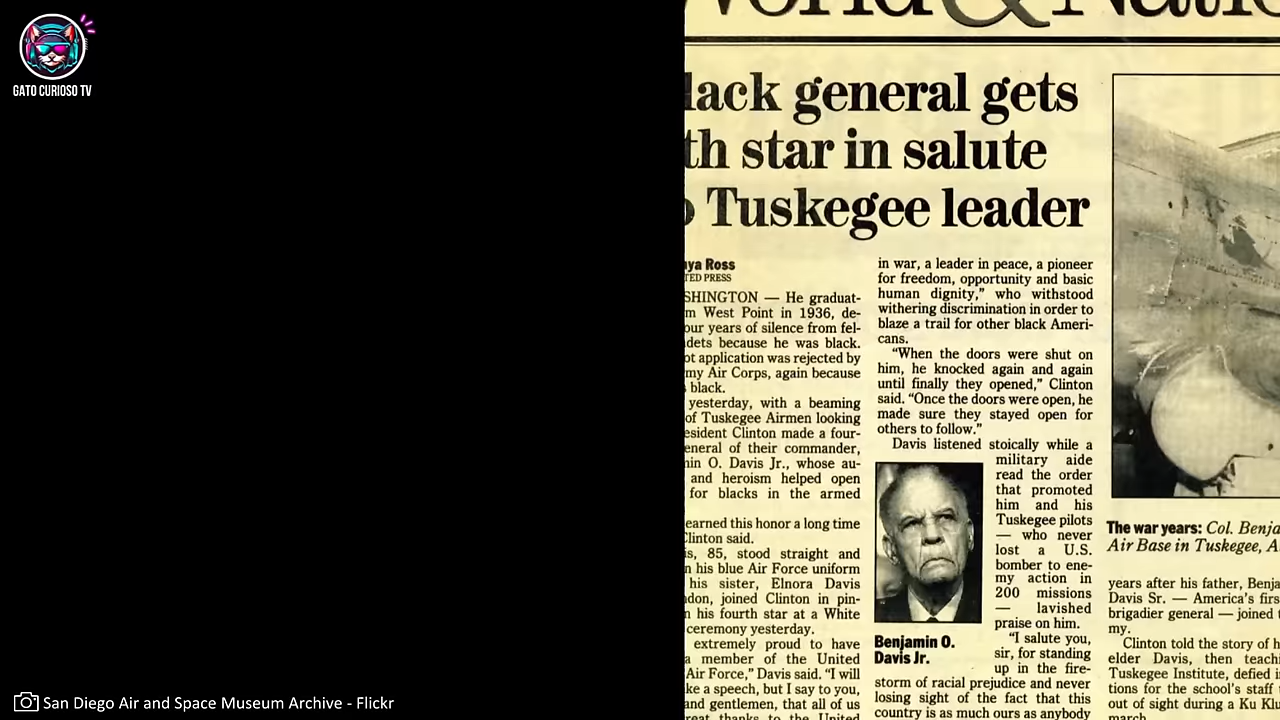 GATO CURIOSO TV
World & Natio
lack general gets
th star in salute
o Tuskegee leader
ya Ross
TED PRESS
SHINGTON — He graduat-
m West Point in 1936, de-
our years of silence from fel-
dets because he was black.
ot application was rejected by
my Air Corps, again because
black.
yesterday, with a beaming
of Tuskegee Airmen looking
esident Clinton made a four-
eneral of their commander,
nin O. Davis Jr., whose au-
and heroism helped open
for blacks in the armed
earned this honor a long time
Clinton said.
is, 85, stood straight and
n his blue Air Force uniform
his sister, Elnora Davis
don, joined Clinton in pin-
n his fourth star at a White
ceremony yesterday.
extremely proud to have
a member of the United
Air Force,” Davis said. “I will
ke a speech, but I say to you,
and gentlemen, that all of us
reat thanks to the United
in war, a leader in peace, a pioneer
for freedom, opportunity and basic
human dignity,” who withstood
withering discrimination in order to
blaze a trail for other black Ameri-
cans.
“When the doors were shut on
him, he knocked again and again
until finally they opened,” Clinton
said. “Once the doors were open, he
made sure they stayed open for
others to follow.”
Davis listened stoically while a
military aide
read the order
that promoted
him and his
Tuskegee pilots
— who never
lost a U.S.
bomber to ene-
my action in
200 missions
— lavished
praise on him.
“I salute you,
sir, for standing
up in the fire-
storm of racial prejudice and never
losing sight of the fact that this
country is as much ours as anybody
Benjamin O.
Davis Jr.
The war years: Col. Benja
Air Base in Tuskegee, A
years after his father, Benja
Davis Sr. — America's firs
brigadier general — joined t
my.
Clinton told the story of h
elder Davis, then teachi
Tuskegee Institute, defied i
tions for the school's staff
out of sight during a Ku Kl
march.
San Diego Air and Space Museum Archive - Flickr